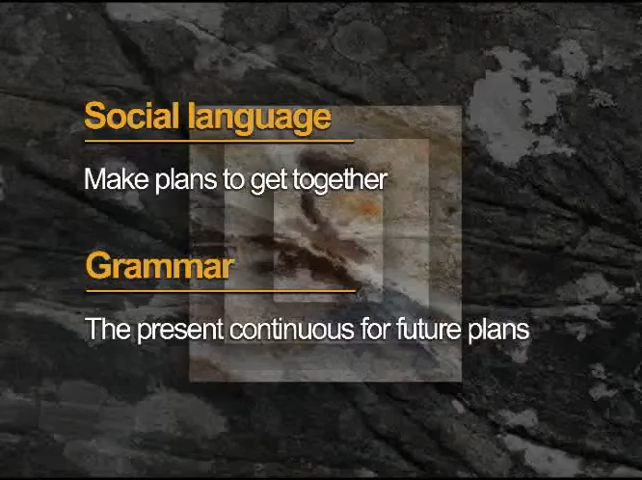 Social language
Make plans to get together
Grammar
The present continuous for future plans